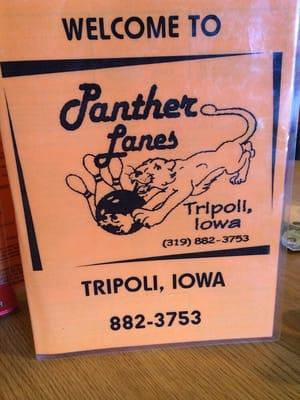 WELCOME TO
Panther
Lanes
Tripoli,
Iowa
(319) 882-3753
TRIPOLI, IOWA
882-3753